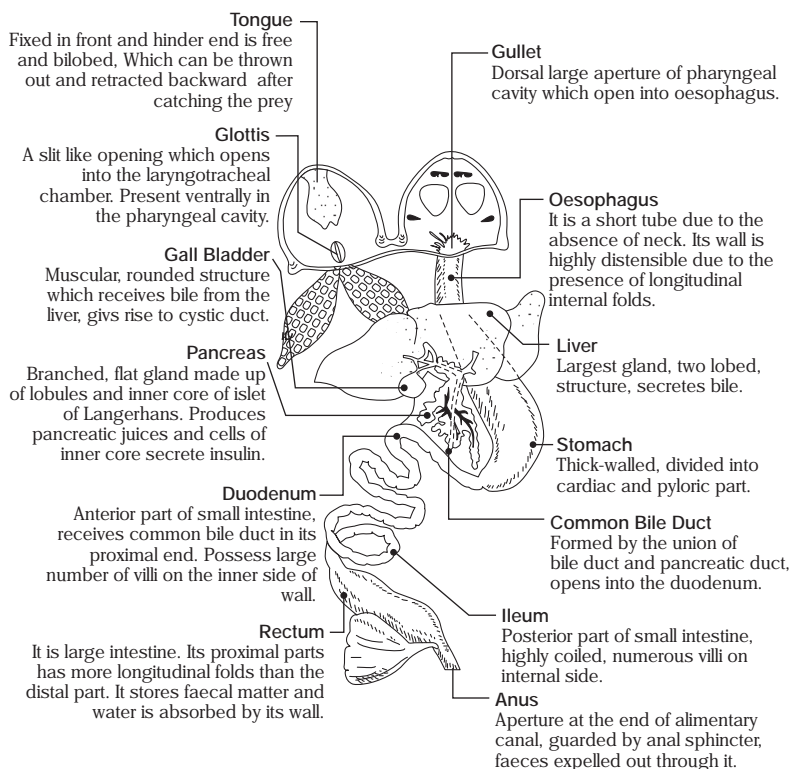 Tongue
Fixed in front and hinder end is free
and bilobed, Which can be thrown
out and retracted backward after
catching the prey
Glottis
A slit like opening which opens
into the laryngotracheal
chamber. Present ventrally in
the pharyngeal cavity.
Gall Bladder
Muscular, rounded structure
which receives bile from the
liver, givs rise to cystic duct.
Pancreas
Branched, flat gland made up
of lobules and inner core of islet
of Langerhans. Produces
pancreatic juices and cells of
inner core secrete insulin.
Duodenum
Anterior part of small intestine,
receives common bile duct in its
proximal end. Possess large
number of villi on the inner side of
wall.
Rectum
It is large intestine. Its proximal parts
has more longitudinal folds than the
distal part. It stores faecal matter and
water is absorbed by its wall.
Gullet
Dorsal large aperture of pharyngeal
cavity which open into oesophagus.
Oesophagus
It is a short tube due to the
absence of neck. Its wall is
highly distensible due to the
presence of longitudinal
internal folds.
Liver
Largest gland, two lobed,
structure, secretes bile.
Stomach
Thick-walled, divided into
cardiac and pyloric part.
Common Bile Duct
Formed by the union of
bile duct and pancreatic duct,
opens into the duodenum.
Ileum
Posterior part of small intestine,
highly coiled, numerous villi on
internal side.
Anus
Aperture at the end of alimentary
canal, guarded by anal sphincter,
faeces expelled out through it.